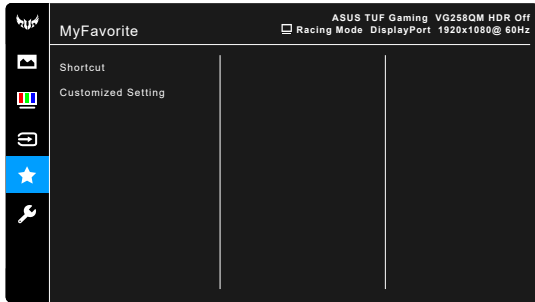 MyFavorite
ASUS TUF Gaming VG258QM HDR Off
Racing Mode DisplayPort 1920x1080@ 60Hz
Shortcut
Customized Setting